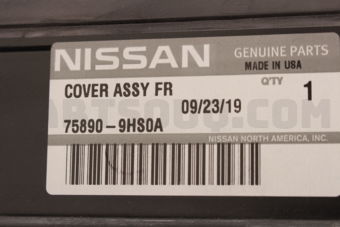 NISSAN
GENUINE PARTS
MADE IN USA
COVER ASSY FR
Q'TY 1
09/23/19
75890-9HS0A
NISSAN NORTH AMERICA, INC.